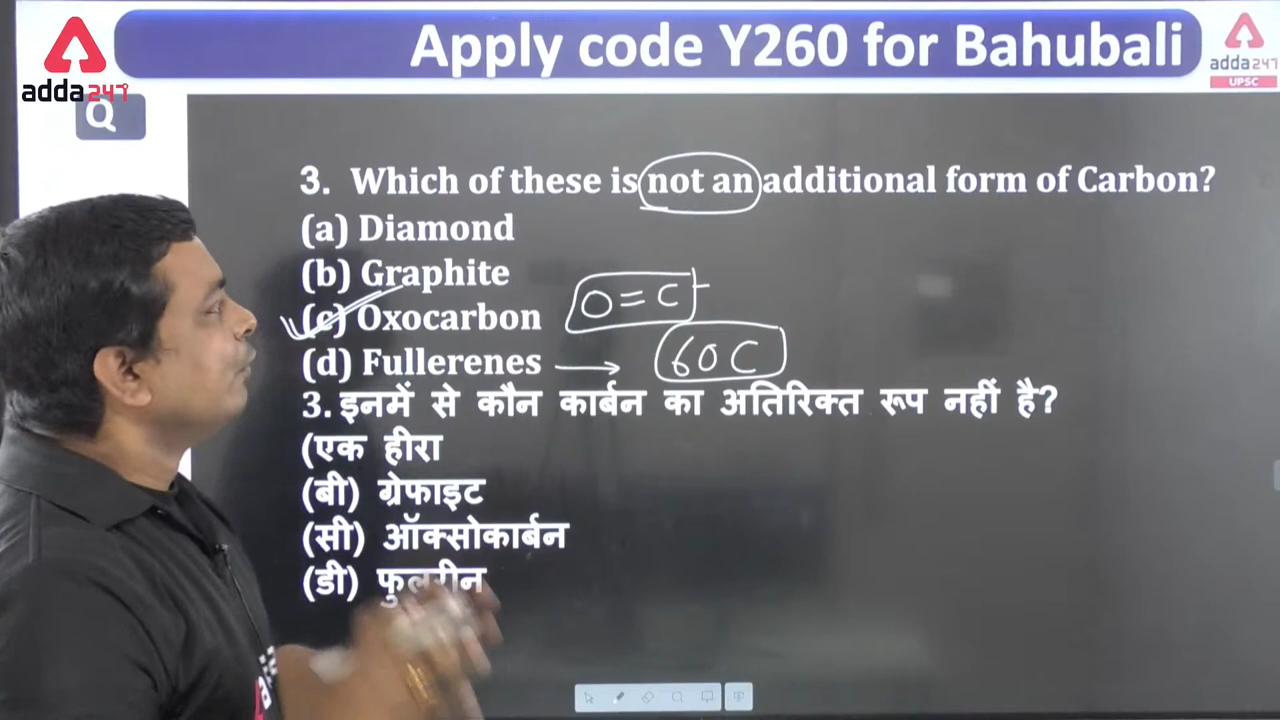 Apply code Y260 for Bahubali
adda247
adda247
UPSC
Q
3. Which of these is not an additional form of Carbon?
(a) Diamond
(b) Graphite
(c) Oxocarbon O=C
(d) Fullerenes → 60C
3. इनमें से कौन कार्बन का अतिरिक्त रूप नहीं है?
(एक हीरा
(बी) ग्रेफाइट
(सी) ऑक्सोकार्बन
(डी) फुलरीन